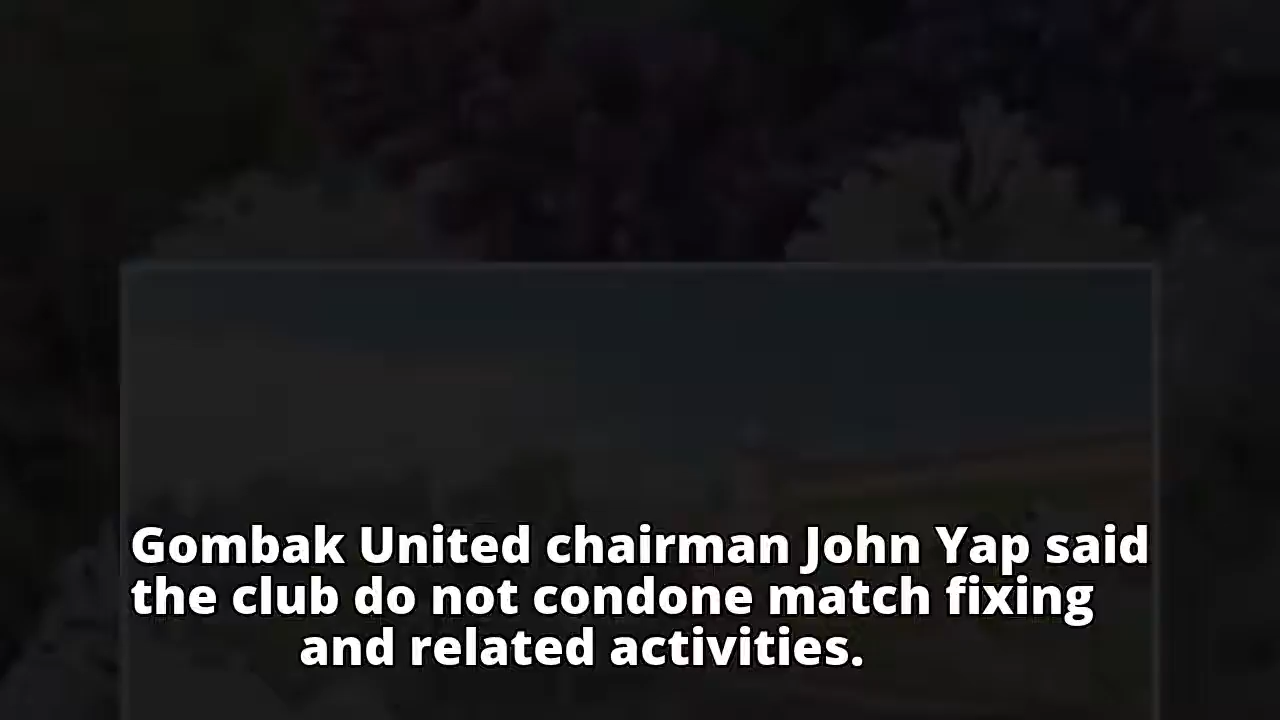 Gombak United chairman John Yap said
the club do not condone match fixing
and related activities.